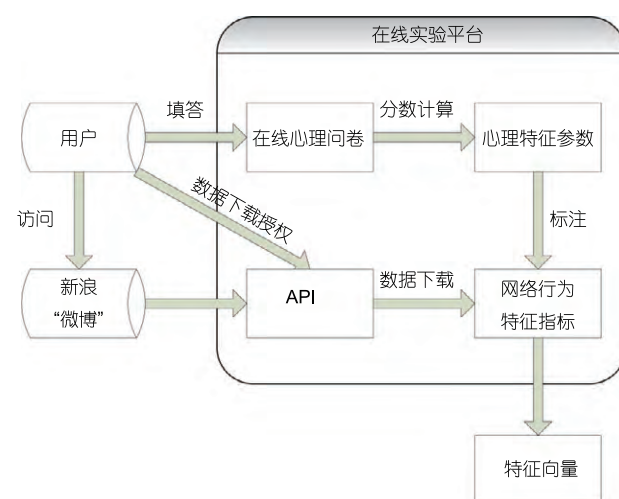 在线实验平台
填答
分数计算
用户
在线心理问卷
心理特征参数
数据下载授权
访问
标注
新浪
“微博”
API
数据下载
网络行为
特征指标
特征向量